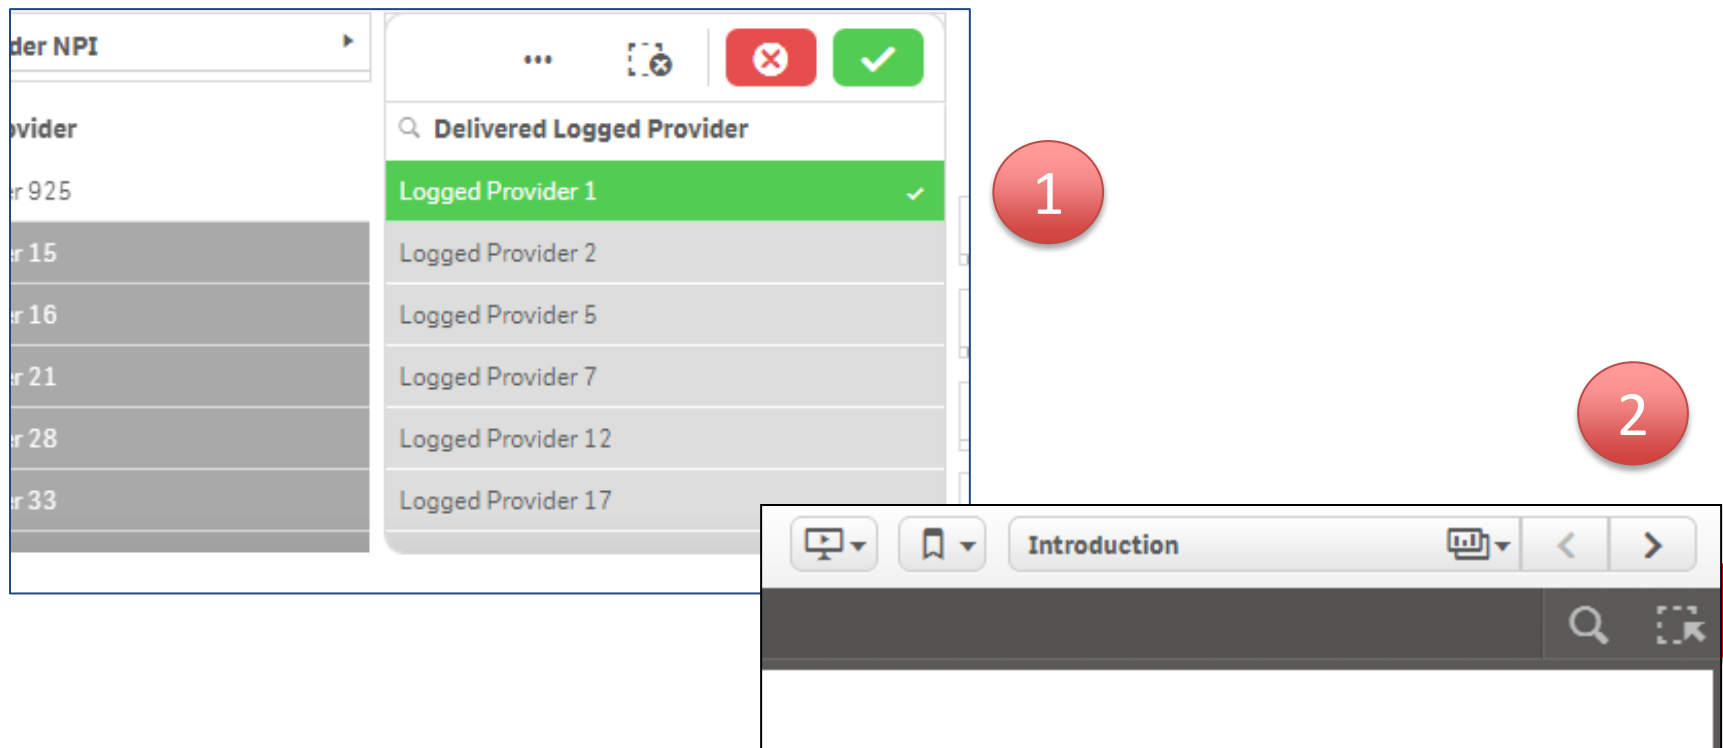 der NPI
ovider
r 925
r 15
r 16
r 21
r 28
r 33
Delivered Logged Provider
Logged Provider 1
Logged Provider 2
Logged Provider 5
Logged Provider 7
Logged Provider 12
Logged Provider 17
1
2
Introduction